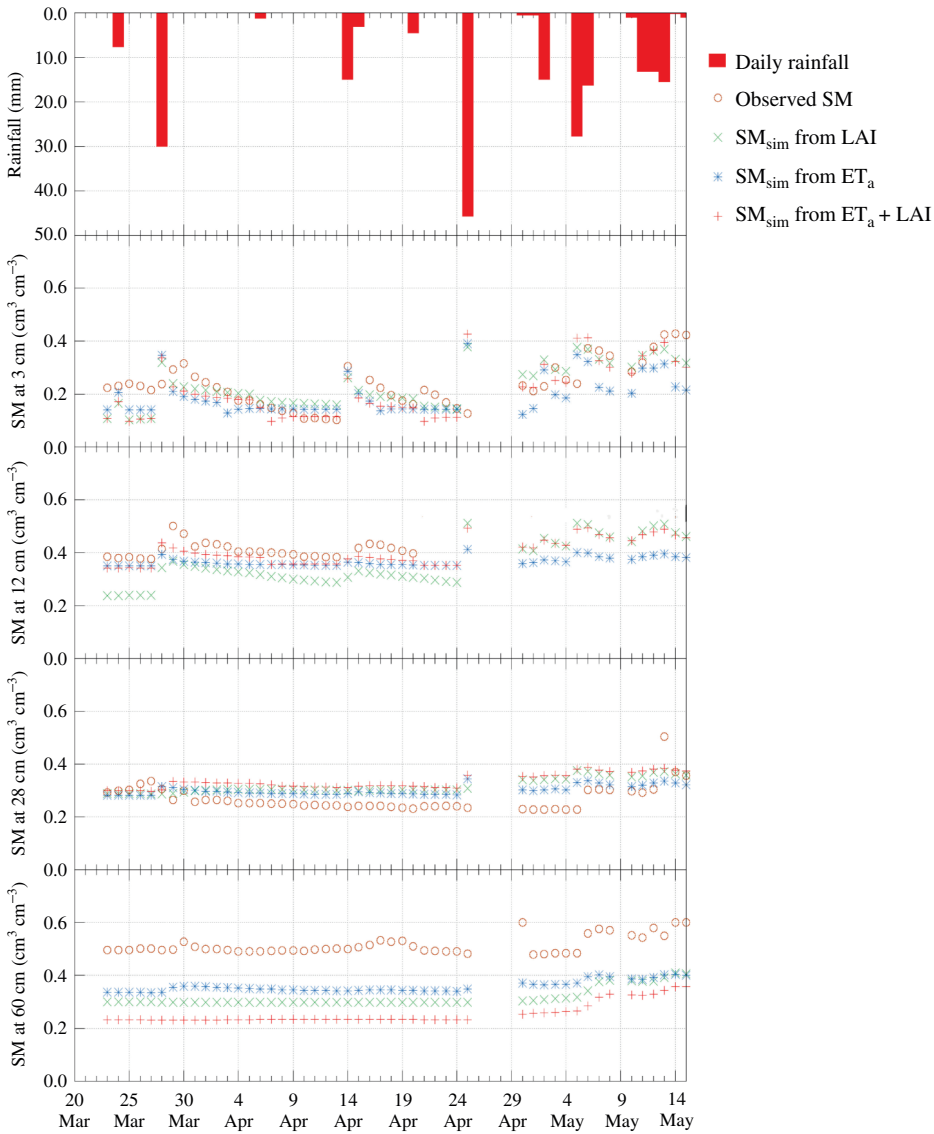 0.0
10.0
20.0
30.0
40.0
50.0
Rainfall (mm)
Daily rainfall
Observed SM
SMsim from LAI
SMsim from ETa
SMsim from ETa + LAI
0.6
0.4
0.2
0.0
SM at 3 cm (cm³ cm⁻³)
0.6
0.4
0.2
0.0
SM at 12 cm (cm³ cm⁻³)
0.6
0.4
0.2
0.0
SM at 28 cm (cm³ cm⁻³)
0.6
0.4
0.2
0.0
SM at 60 cm (cm³ cm⁻³)
20 25 30 4 9 14 19 24 29 4 9 14
Mar Mar Mar Apr Apr Apr Apr Apr Apr May May May